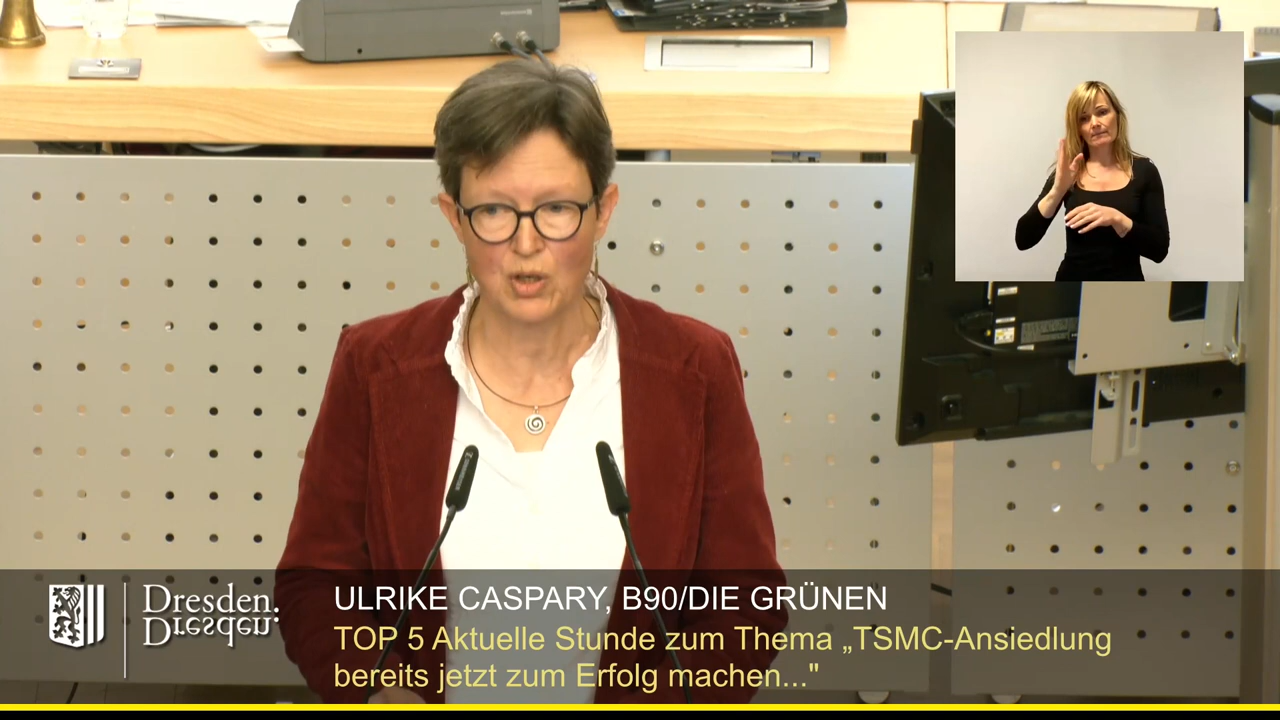 Dresden.
Dresden.
ULRIKE CASPARY, B90/DIE GRÜNEN
TOP 5 Aktuelle Stunde zum Thema „TSMC-Ansiedlung
bereits jetzt zum Erfolg machen..."